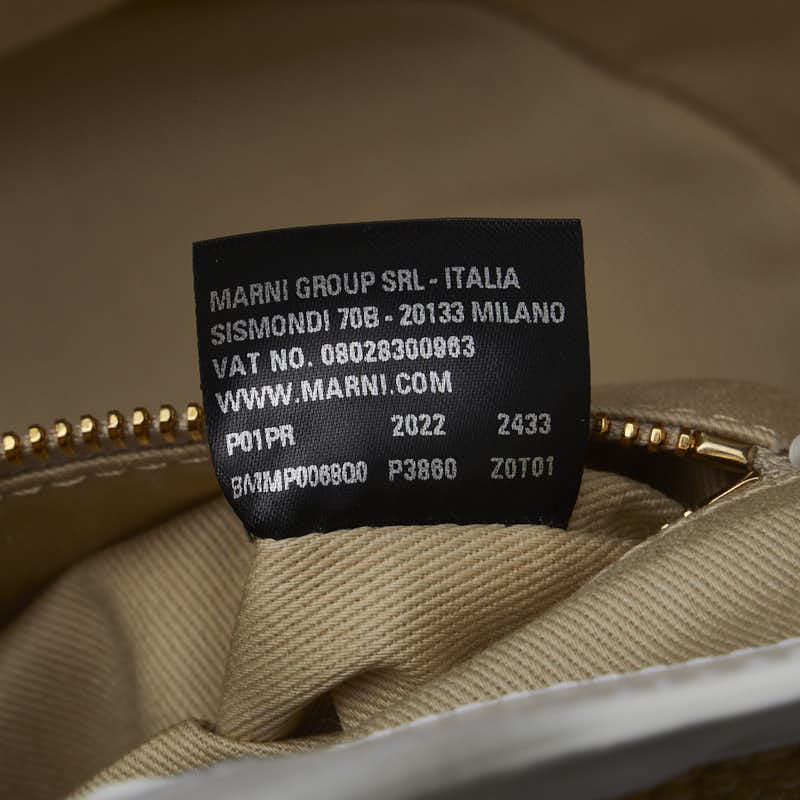 MARNI GROUP SRL - ITALIA
SISMONDI 70B - 20133 MILANO
VAT NO. 08028300963
WWW.MARNI.COM
P01PR 2022 2433
BMMP0068Q0 P3860 Z0T01